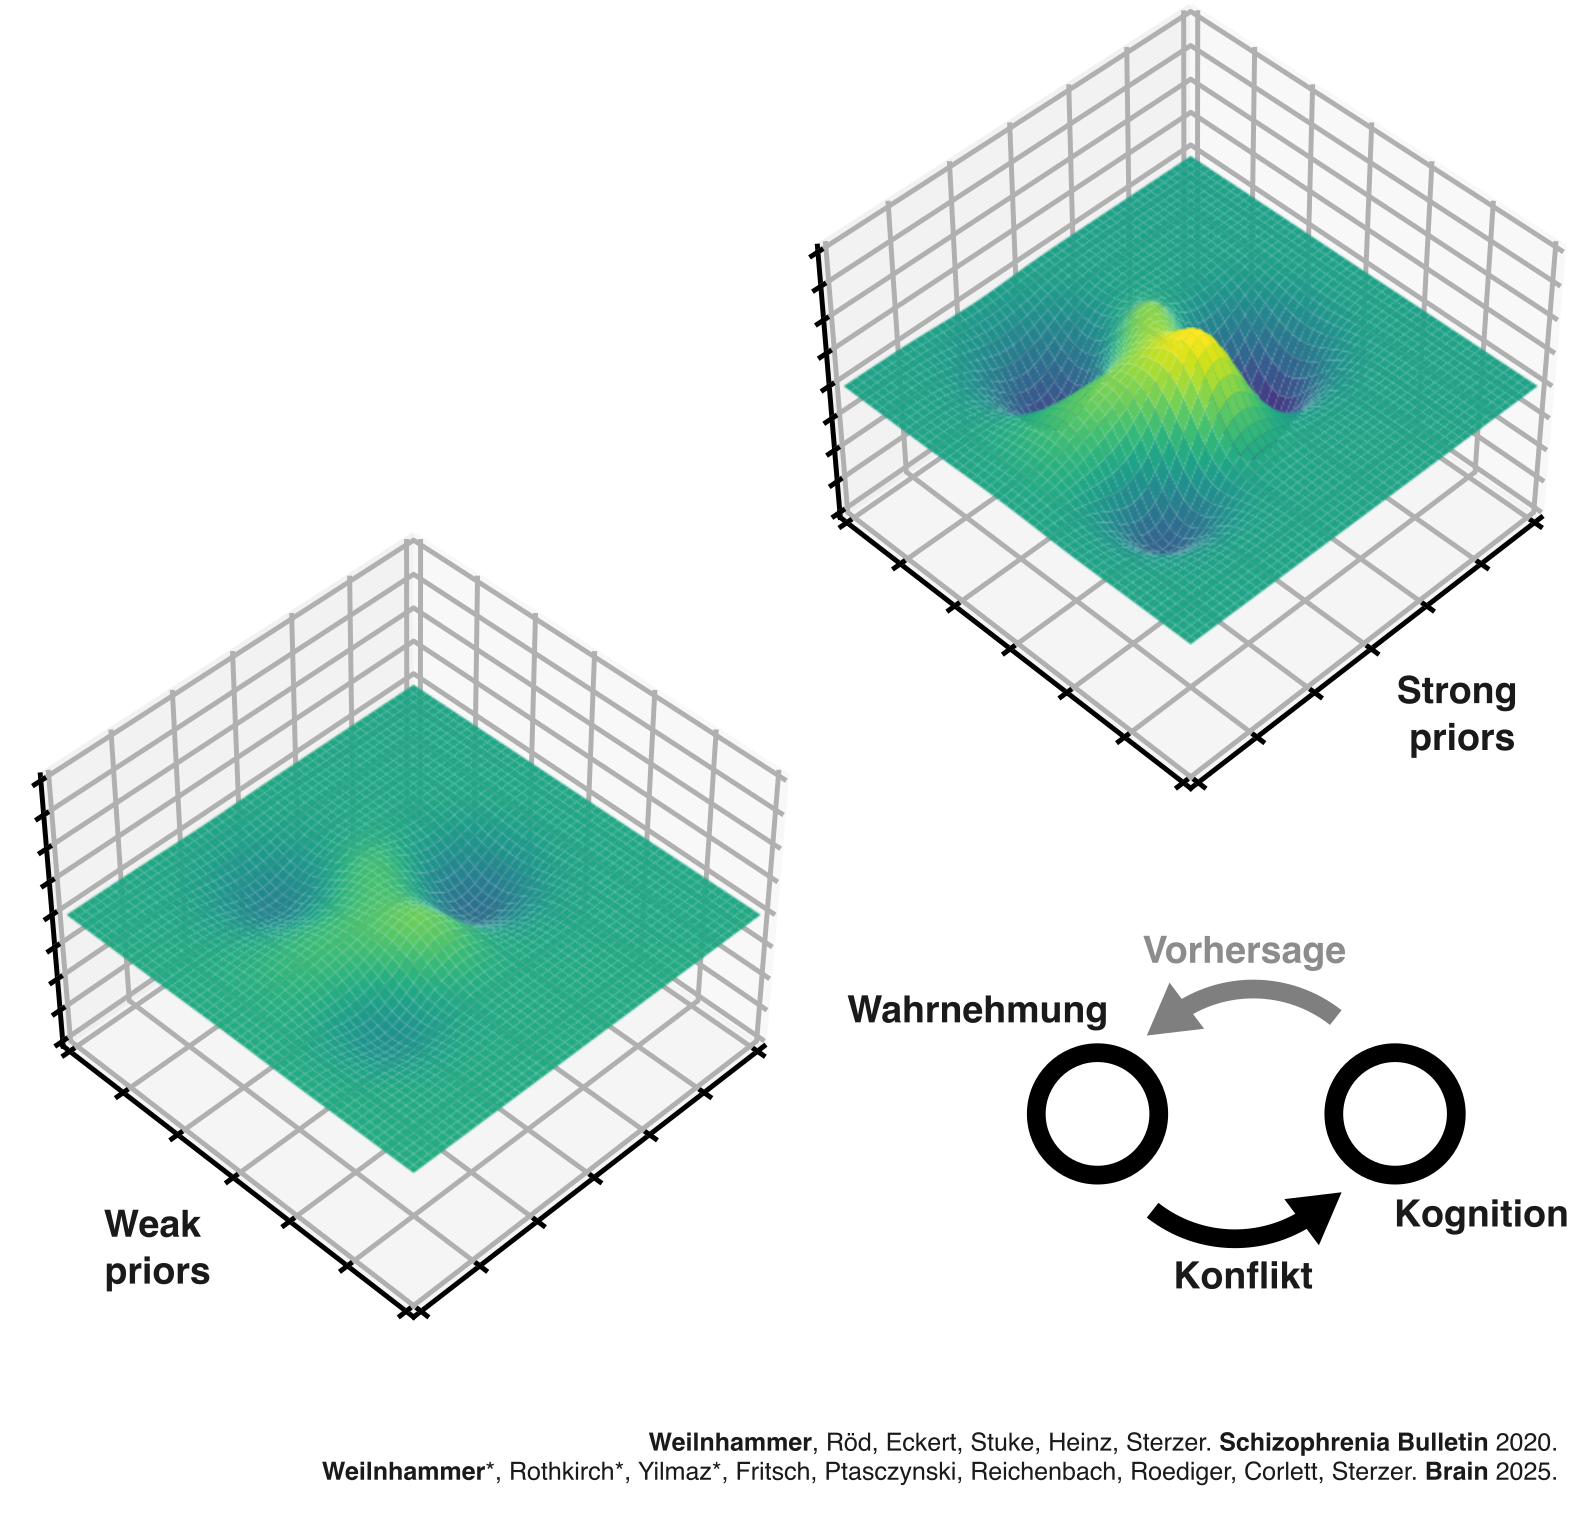 Strong
priors
Vorhersage
Wahrnehmung
Weak
priors
Kognition
Konflikt
Weilnhammer, Röd, Eckert, Stuke, Heinz, Sterzer. Schizophrenia Bulletin 2020.
Weilnhammer*, Rothkirch*, Yilmaz*, Fritsch, Ptasczynski, Reichenbach, Roediger, Corlett, Sterzer. Brain 2025.